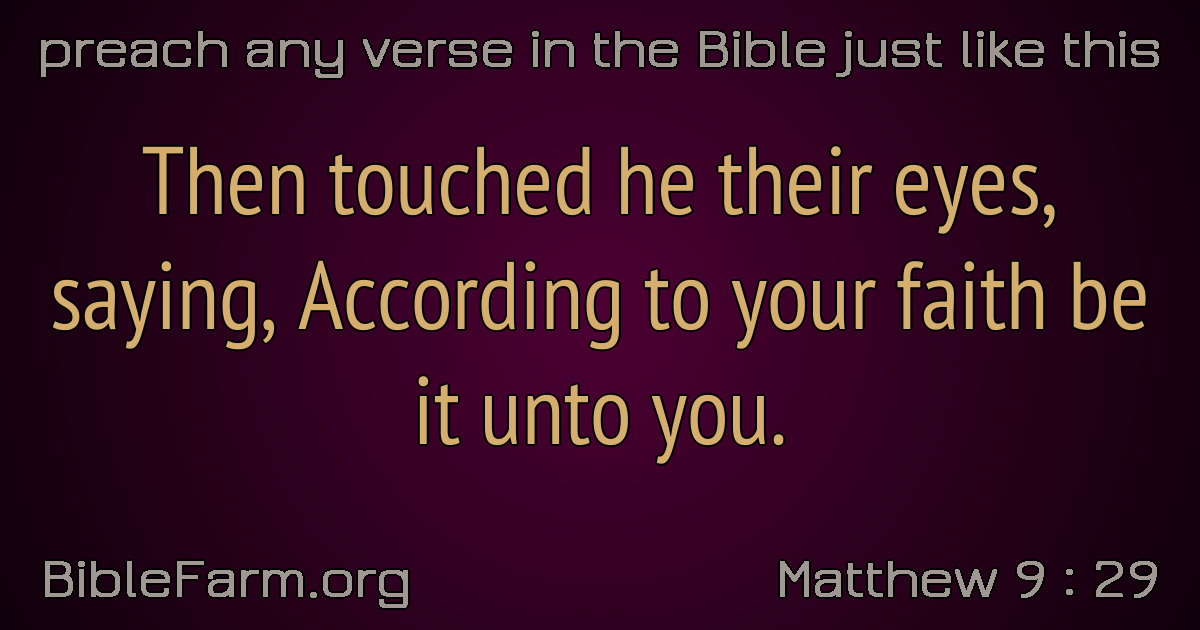 preach any verse in the Bible just like this
Then touched he their eyes,
saying, According to your faith be
it unto you.
BibleFarm.org
Matthew 9 : 29